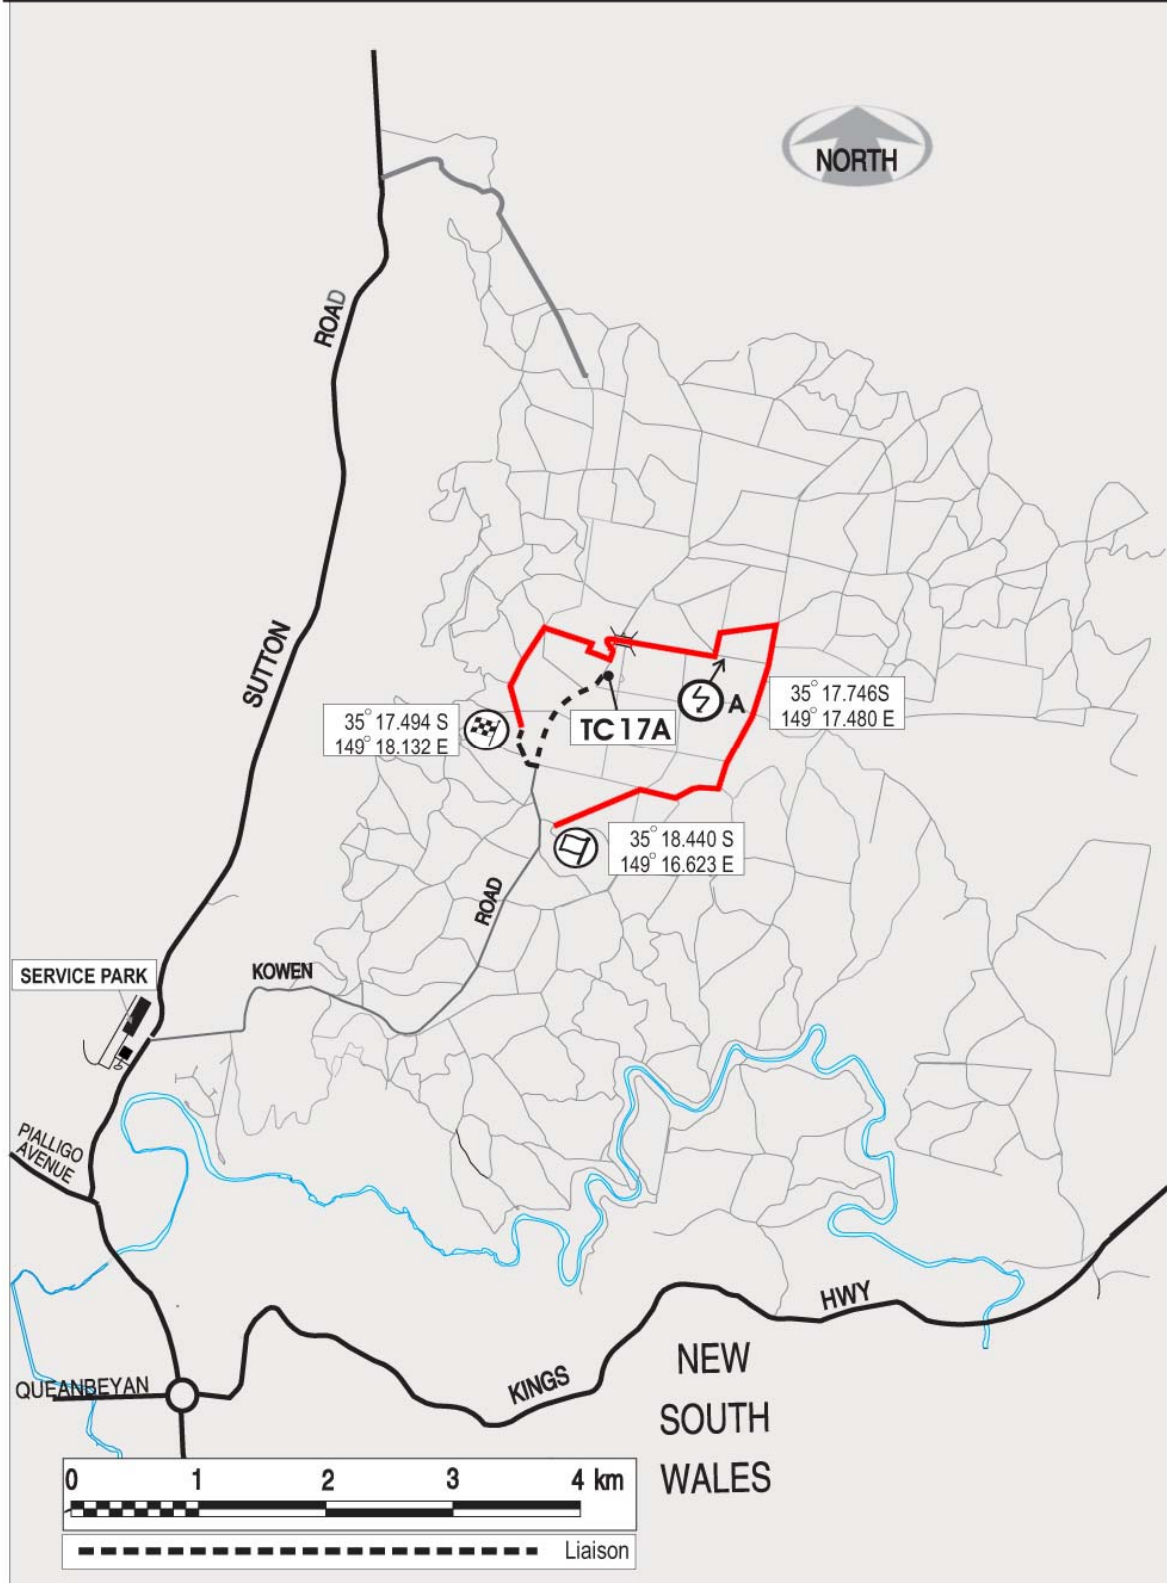 NORTH
ROAD
SUTTON
35° 17.494 S
149° 18.132 E
TC 17A
A
35° 17.746S
149° 17.480 E
35° 18.440 S
149° 16.623 E
ROAD
KOWEN
SERVICE PARK
PIALLIGO
AVENUE
HWY
KINGS
QUEANBEYAN
NEW
SOUTH
WALES
0 1 2 3 4 km
Liaison